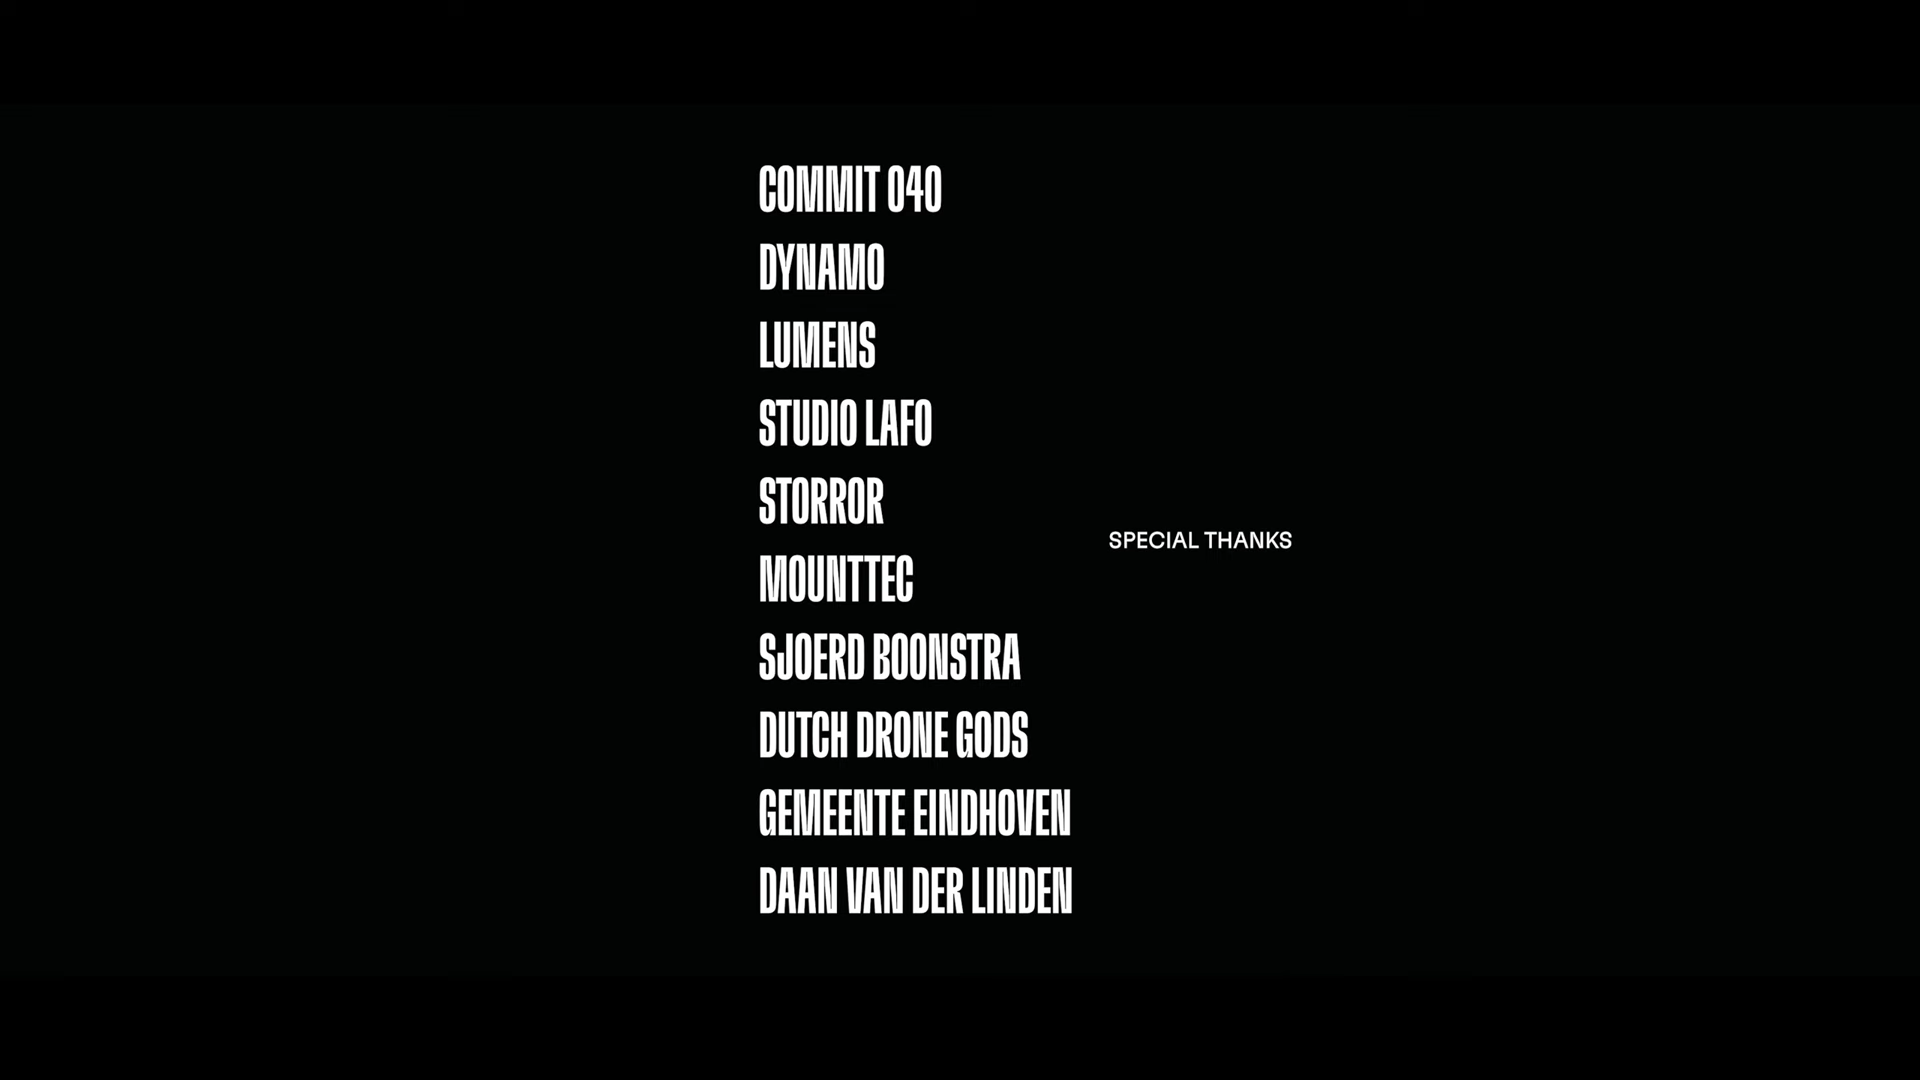 COMMIT 040
DYNAMO
LUMENS
STUDIO LAFO
STORROR
MOUNTTEC
SJOERD BOONSTRA
DUTCH DRONE GODS
GEMEENTE EINDHOVEN
DAAN VAN DER LINDEN
SPECIAL THANKS